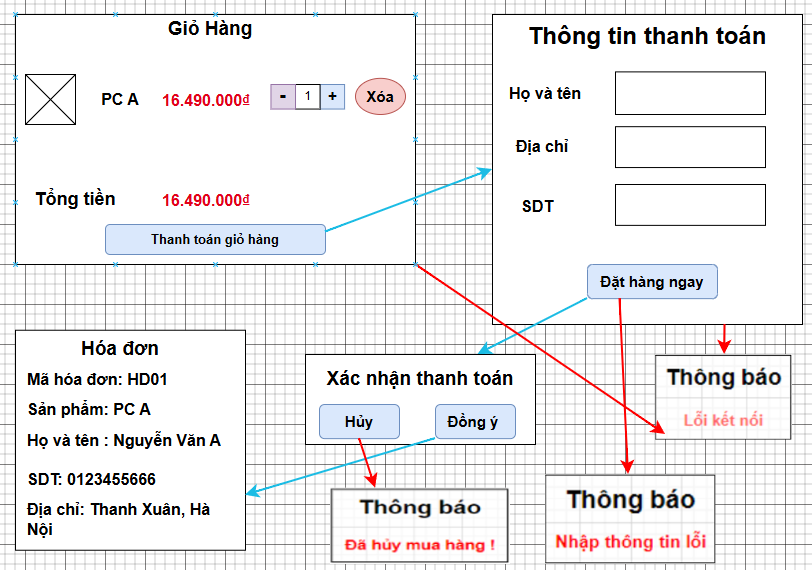 Giỏ Hàng
PC A
16.490.000₫
-
1
+
Xóa
Tổng tiền
16.490.000₫
Thanh toán giỏ hàng
Thông tin thanh toán
Họ và tên
Địa chỉ
SDT
Đặt hàng ngay
Hóa đơn
Mã hóa đơn: HD01
Sản phẩm: PC A
Họ và tên : Nguyễn Văn A
SDT: 0123455666
Địa chỉ: Thanh Xuân, Hà
Nội
Xác nhận thanh toán
Hủy
Đồng ý
Thông báo
Lỗi kết nối
Thông báo
Đã hủy mua hàng !
Thông báo
Nhập thông tin lỗi